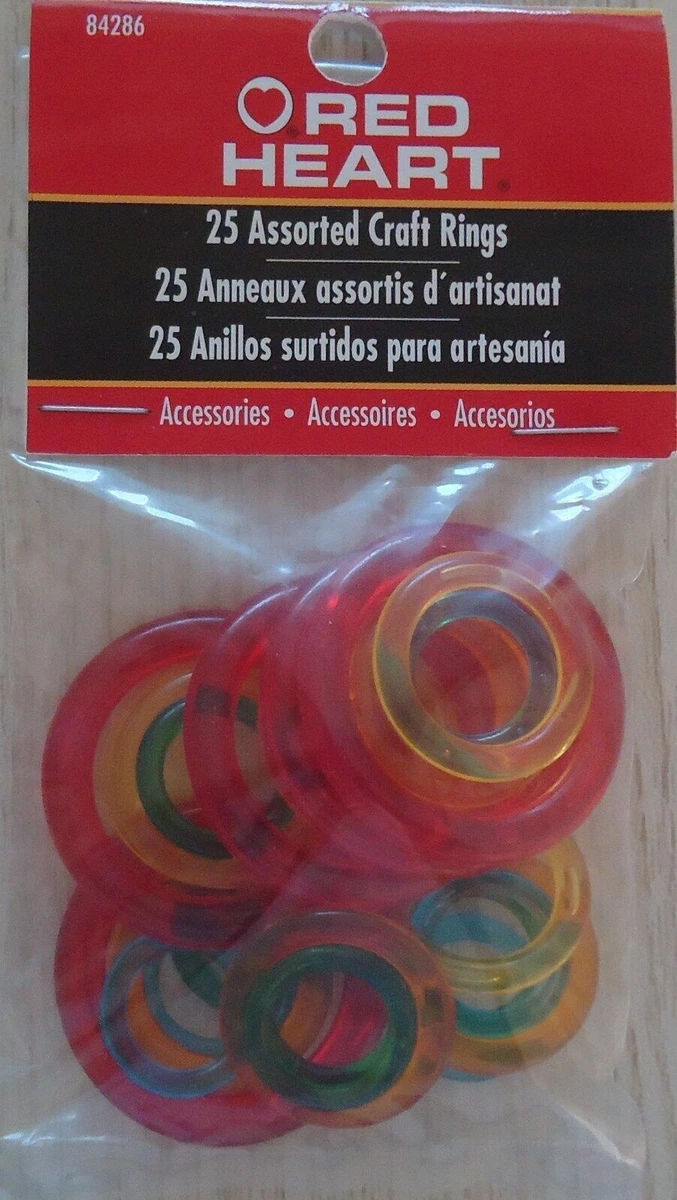 84286
RED
HEART
25 Assorted Craft Rings
25 Anneaux assortis d´artisanat
25 Anillos surtidos para artesanía
Accessories • Accessoires • Accesorios